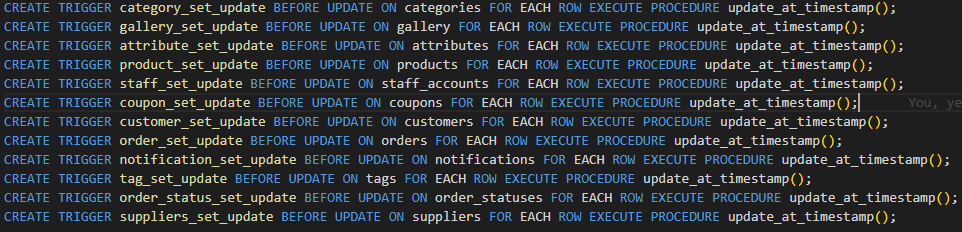 CREATE TRIGGER category_set_update BEFORE UPDATE ON categories FOR EACH ROW EXECUTE PROCEDURE update_at_timestamp();
CREATE TRIGGER gallery_set_update BEFORE UPDATE ON gallery FOR EACH ROW EXECUTE PROCEDURE update_at_timestamp();
CREATE TRIGGER attribute_set_update BEFORE UPDATE ON attributes FOR EACH ROW EXECUTE PROCEDURE update_at_timestamp();
CREATE TRIGGER product_set_update BEFORE UPDATE ON products FOR EACH ROW EXECUTE PROCEDURE update_at_timestamp();
CREATE TRIGGER staff_set_update BEFORE UPDATE ON staff_accounts FOR EACH ROW EXECUTE PROCEDURE update_at_timestamp();
CREATE TRIGGER coupon_set_update BEFORE UPDATE ON coupons FOR EACH ROW EXECUTE PROCEDURE update_at_timestamp(); You, ye
CREATE TRIGGER customer_set_update BEFORE UPDATE ON customers FOR EACH ROW EXECUTE PROCEDURE update_at_timestamp();
CREATE TRIGGER order_set_update BEFORE UPDATE ON orders FOR EACH ROW EXECUTE PROCEDURE update_at_timestamp();
CREATE TRIGGER notification_set_update BEFORE UPDATE ON notifications FOR EACH ROW EXECUTE PROCEDURE update_at_timestamp();
CREATE TRIGGER tag_set_update BEFORE UPDATE ON tags FOR EACH ROW EXECUTE PROCEDURE update_at_timestamp();
CREATE TRIGGER order_status_set_update BEFORE UPDATE ON order_statuses FOR EACH ROW EXECUTE PROCEDURE update_at_timestamp();
CREATE TRIGGER suppliers_set_update BEFORE UPDATE ON suppliers FOR EACH ROW EXECUTE PROCEDURE update_at_timestamp();